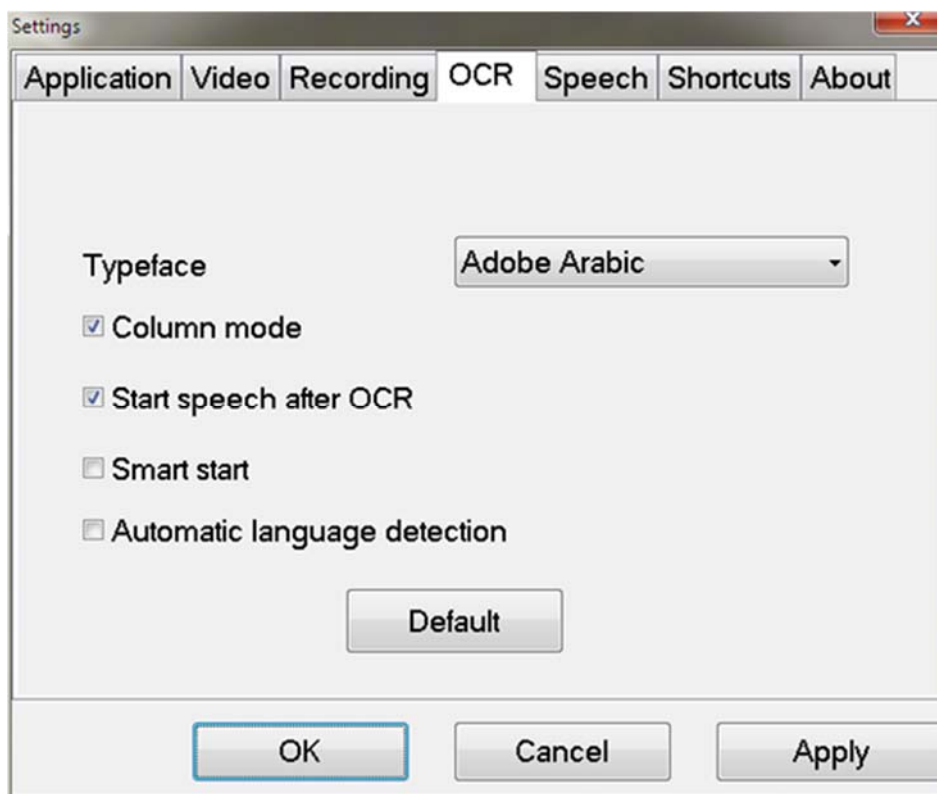 Settings
Application Video Recording OCR Speech Shortcuts About
Typeface Adobe Arabic
Column mode
Start speech after OCR
Smart start
Automatic language detection
Default
OK Cancel Apply